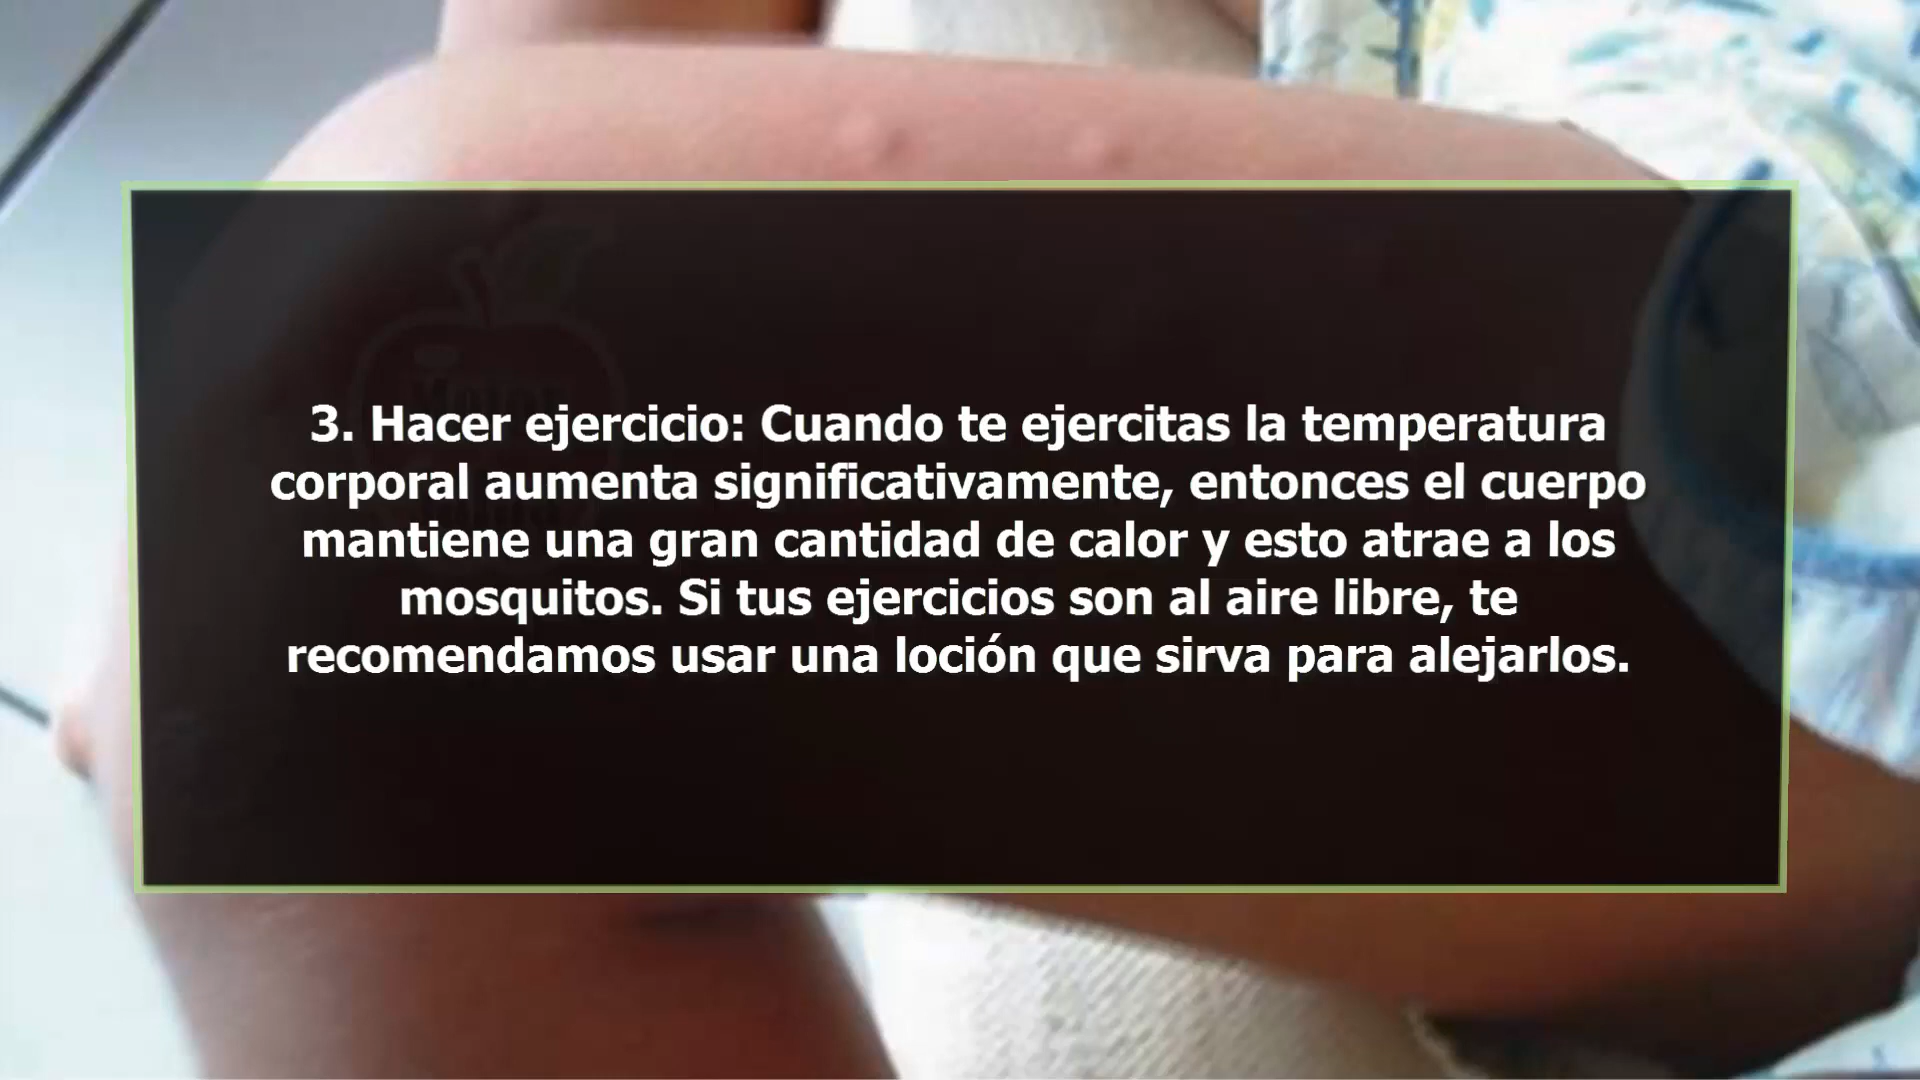 3. Hacer ejercicio: Cuando te ejercitas la temperatura
corporal aumenta significativamente, entonces el cuerpo
mantiene una gran cantidad de calor y esto atrae a los
mosquitos. Si tus ejercicios son al aire libre, te
recomendamos usar una loción que sirva para alejarlos.